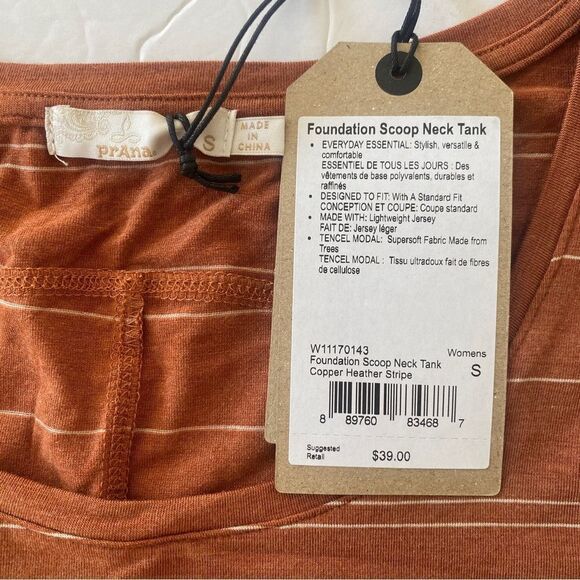 prAna
S
MADE IN CHINA
Foundation Scoop Neck Tank
• EVERYDAY ESSENTIAL: Stylish, versatile &
comfortable
ESSENTIEL DE TOUS LES JOURS : Des
vêtements de base polyvalents, durables et
raffinés
• DESIGNED TO FIT: With A Standard Fit
CONCEPTION ET COUPE: Coupe standard
• MADE WITH: Lightweight Jersey
FAIT DE: Jersey léger
• TENCEL MODAL: Supersoft Fabric Made from
Trees
TENCEL MODAL : Tissu ultradoux fait de fibres
de cellulose
W11170143 Womens
Foundation Scoop Neck Tank S
Copper Heather Stripe
8 89760 83468 7
Suggested
Retail $39.00